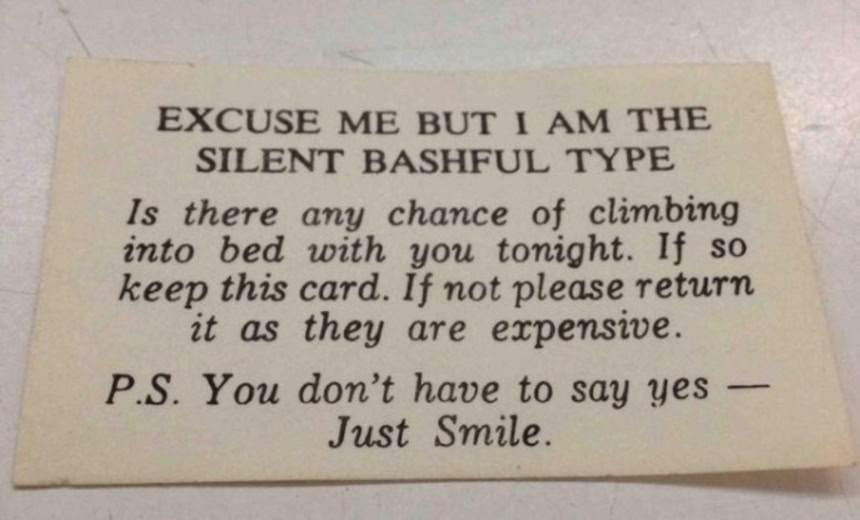 EXCUSE ME BUT I AM THE
SILENT BASHFUL TYPE
Is there any chance of climbing
into bed with you tonight. If so
keep this card. If not please return
it as they are expensive.
P.S. You don't have to say yes —
Just Smile.